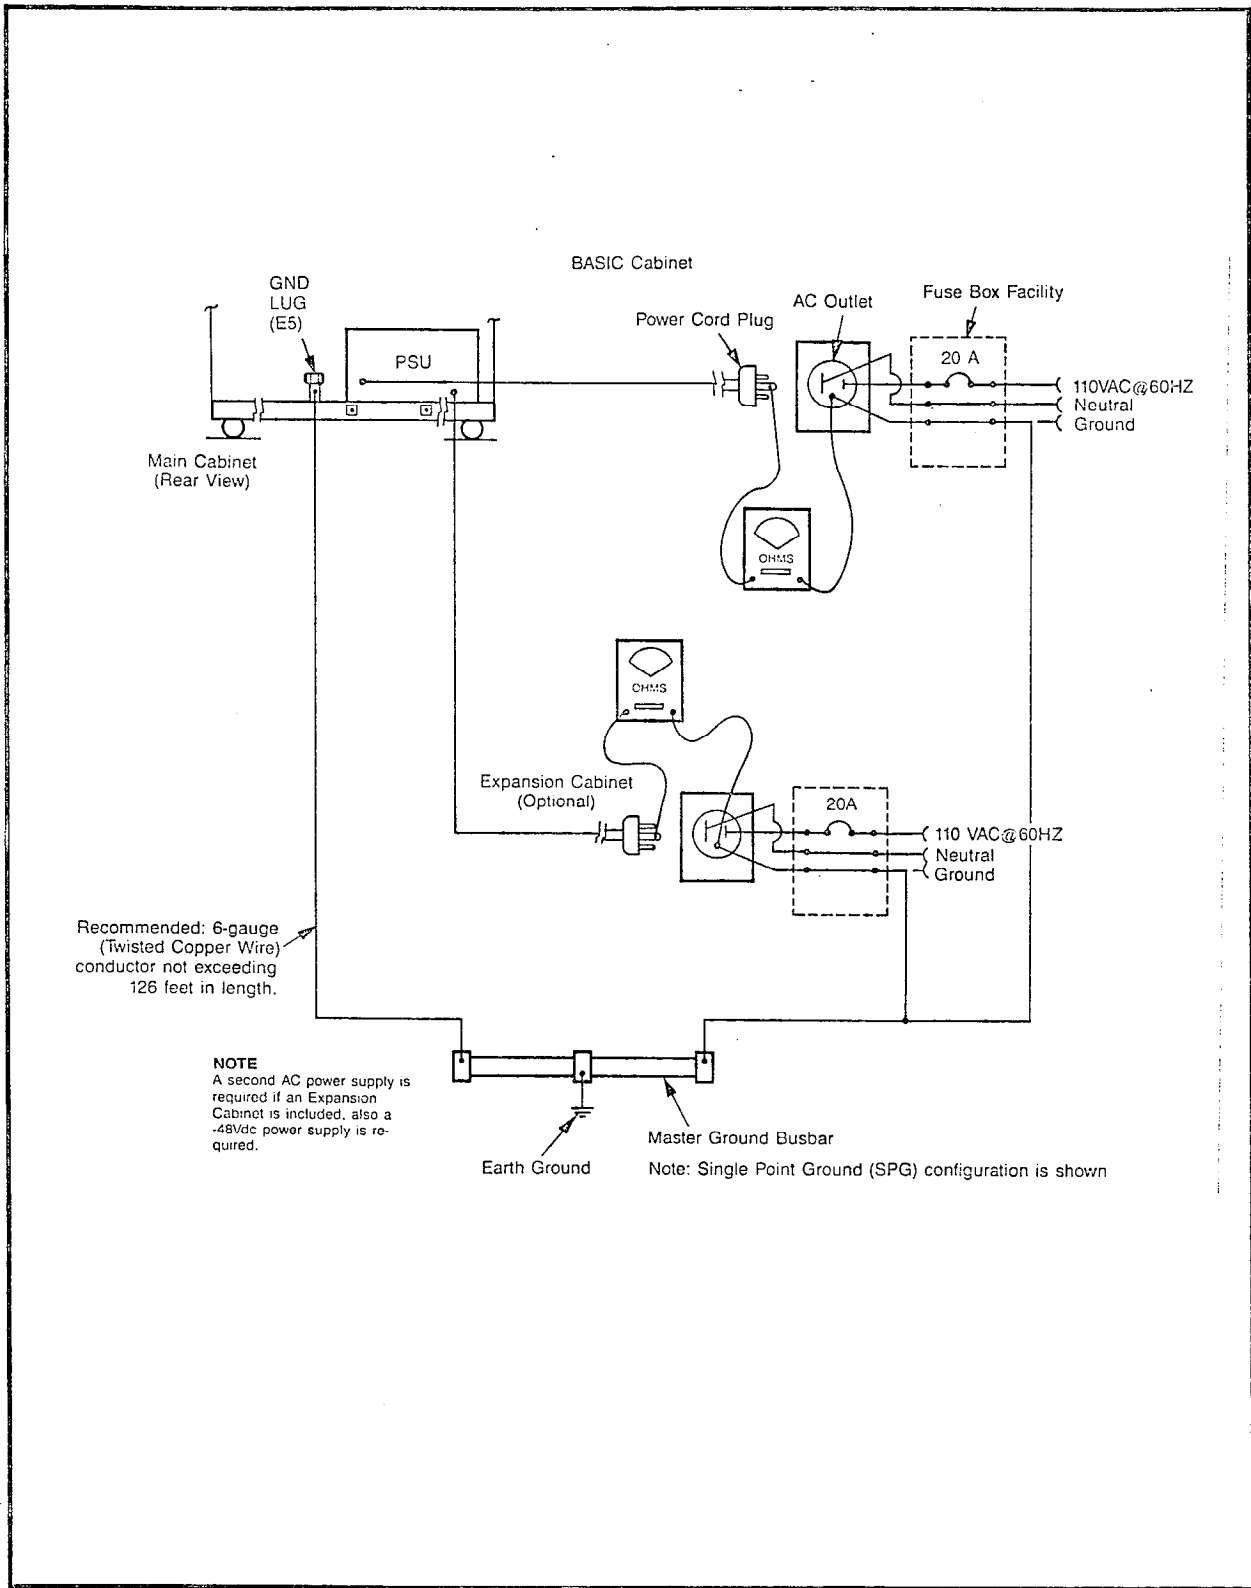 BASIC Cabinet
GND
LUG
(E5)
PSU
Power Cord Plug
AC Outlet
Fuse Box Facility
20 A
110VAC@60HZ
Neutral
Ground
Main Cabinet
(Rear View)
OHMS
OHMS
Expansion Cabinet
(Optional)
20A
110 VAC@60HZ
Neutral
Ground
Recommended: 6-gauge
(Twisted Copper Wire)
conductor not exceeding
126 feet in length.
NOTE
A second AC power supply is
required if an Expansion
Cabinet is included, also a
-48Vdc power supply is re-
quired.
Earth Ground
Master Ground Busbar
Note: Single Point Ground (SPG) configuration is shown